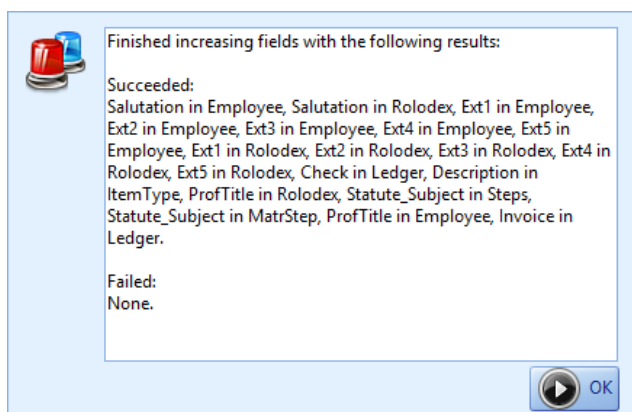 Finished increasing fields with the following results:
Succeeded:
Salutation in Employee, Salutation in Rolodex, Ext1 in Employee,
Ext2 in Employee, Ext3 in Employee, Ext4 in Employee, Ext5 in
Employee, Ext1 in Rolodex, Ext2 in Rolodex, Ext3 in Rolodex, Ext4 in
Rolodex, Ext5 in Rolodex, Check in Ledger, Description in
ItemType, ProfTitle in Rolodex, Statute_Subject in Steps,
Statute_Subject in MatrStep, ProfTitle in Employee, Invoice in
Ledger.
Failed:
None.
OK